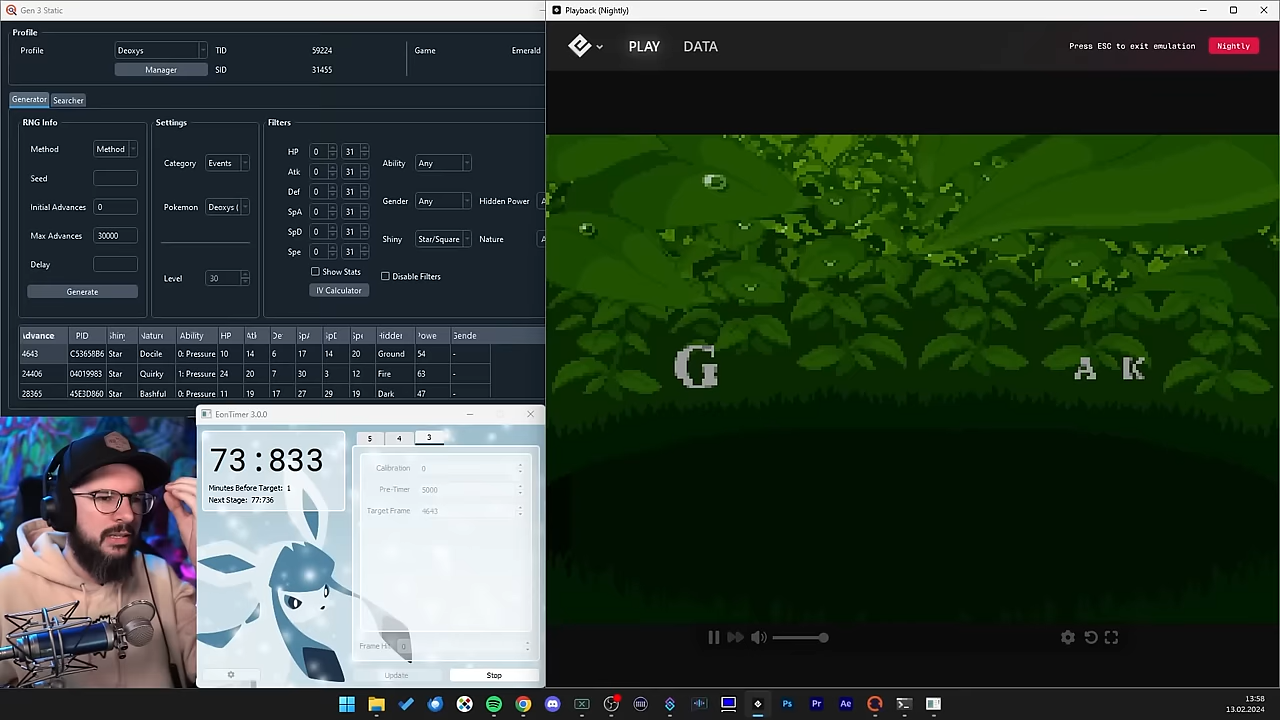 Gen 3 Static
Playback (Nightly)
Profile
Profile
Deoxys
TID
59224
Game
Emerald
Manager
SID
31455
PLAY
DATA
Press ESC to exit emulation
Nightly
Generator
Searcher
RNG Info
Settings
Filters
Method
Method
Seed
Initial Advances
0
Max Advances
30000
Delay
Generate
Category
Events
Pokemon
Deoxys (
Level
30
HP 0 31
Atk 0 31
Def 0 31
SpA 0 31
SpD 0 31
Spe 0 31
Ability
Any
Gender
Any
Hidden Power
Shiny
Star/Square
Nature
Show Stats
Disable Filters
IV Calculator
PID
HP
4643 C53658B6 Star Docile 0: Pressure 10 14 6 17 14 20 Ground 54 -
24406 04019983 Star Quirky 1: Pressure 24 20 7 30 3 12 Fire 63 -
28365 45E3D860 Star Bashful 0: Pressure 11 19 17 27 29 19 Dark 47 -
EonTimer 3.0.0
73:833
Minutes Before Target: 1
Next Stage: 77:736
5
4
3
Calibration
0
Pre-Timer
5000
Target Frame
4643
0
Update
Stop
G
A K
Ps
Pr
Ae
13:58
13.02.2024